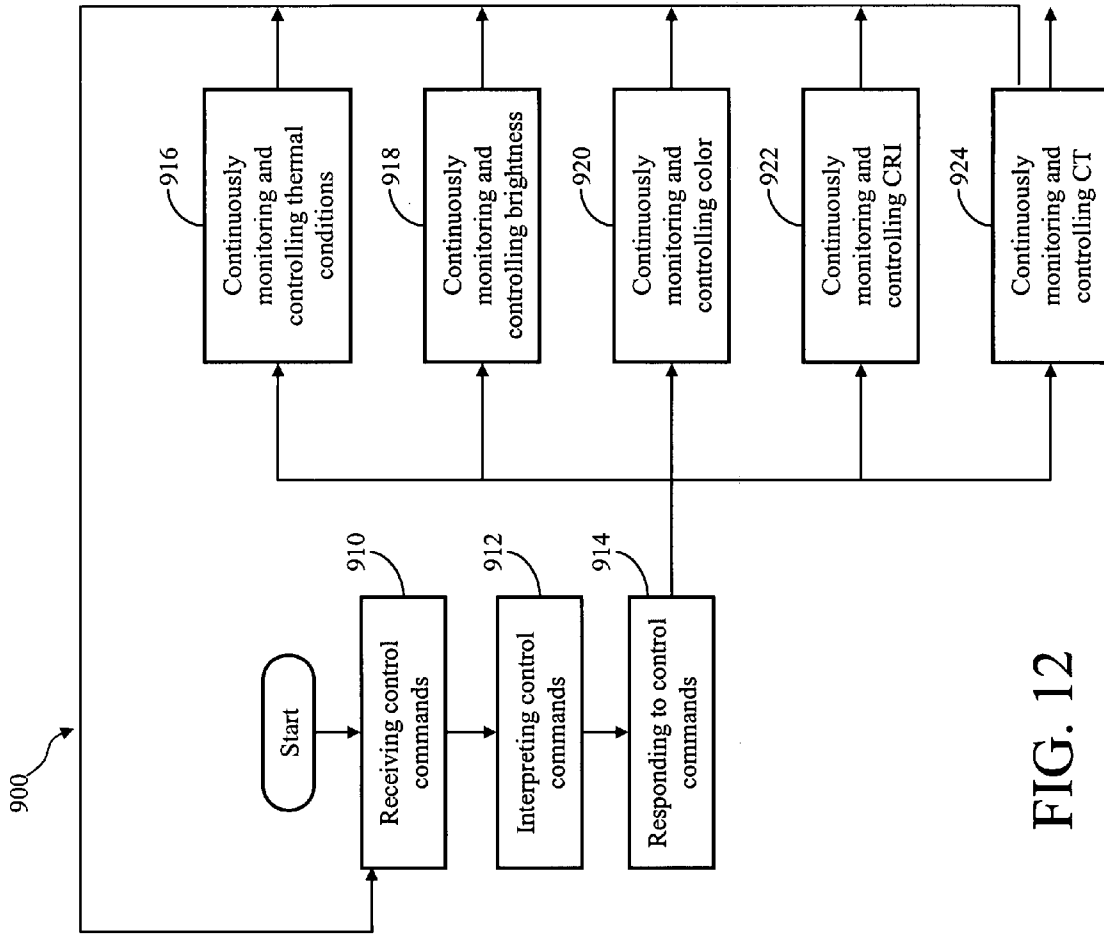 900
Start
Receiving control
commands
910
Interpreting control
commands
912
Responding to control
commands
914
Continuously
monitoring and
controlling thermal
conditions
916
Continuously
monitoring and
controlling brightness
918
Continuously
monitoring and
controlling color
920
Continuously
monitoring and
controlling CRI
922
Continuously
monitoring and
controlling CT
924
FIG. 12